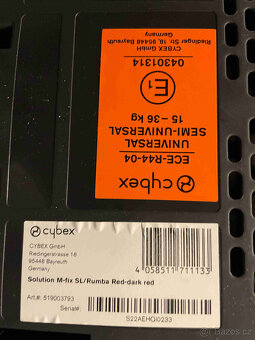 CYBEX GmbH
Riedinger Str. 18, 95448 Bayreuth
Germany
04301314
E1
15 – 36 kg
UNIVERSAL
SEMI-UNIVERSAL
ECE-R44-04
cybex
cybex
CYBEX GmbH
Riedingerstrasse 18
95448 Bayreuth
Germany
4 058511 711133
Solution M-fix SL/Rumba Red-dark red
Art.#: 519003793
Serial#:
S22AEHOI0233